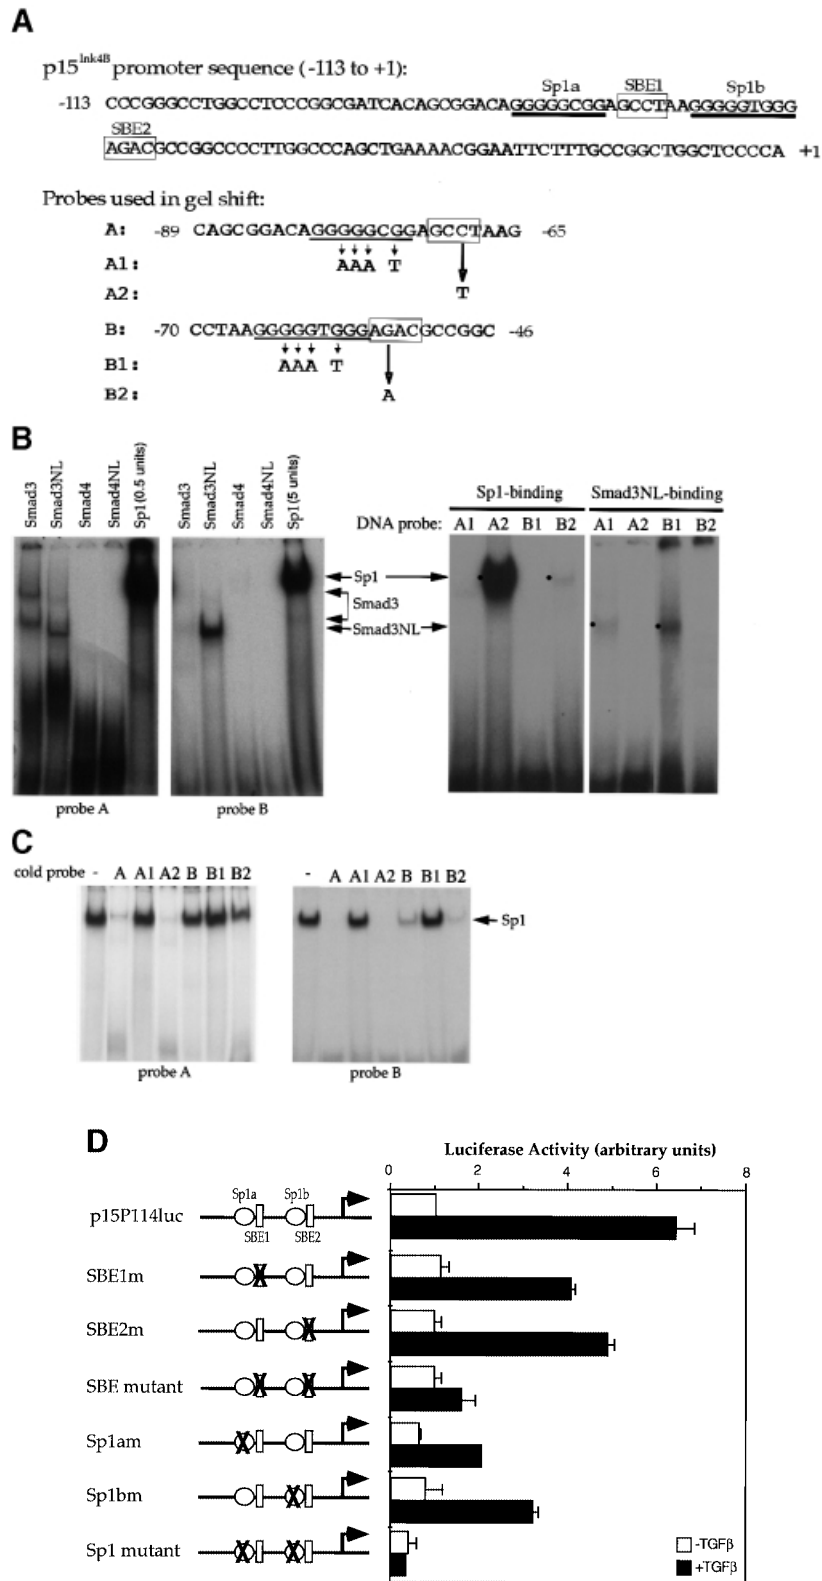 A
p15Ink4B promoter sequence (-113 to +1):
Sp1a SBE1 Sp1b
-113 CCCGGGCCTGGCCTCCCGGCGATCACAGCGGACAGGGGGCGGAGCCTAAGGGGGTGGG
SBE2
AGACGCCGGCCCCTTGGCCCAGCTGAAAACGGAATTCTTTGCCGGCTGGCTCCCCA +1
Probes used in gel shift:
A: -89 CAGCGGACAGGGGGCGGAGCCTAAG -65
A1: AAA T
A2: T
B: -70 CCTAAGGGGGTGGGAGACGCCGGC -46
B1: AAA T
B2: A
B
Smad3 Smad3NL Smad4 Smad4NL Sp1(0.5 units) Smad3 Smad3NL Smad4 Smad4NL Sp1(5 units)
Sp1-binding Smad3NL-binding
DNA probe: A1 A2 B1 B2 A1 A2 B1 B2
Sp1
Smad3
Smad3NL
probe A probe B
C
cold probe - A A1 A2 B B1 B2 - A A1 A2 B B1 B2
Sp1
probe A probe B
D
Luciferase Activity (arbitrary units)
0 2 4 6 8
p15P114luc Sp1a Sp1b
SBE1 SBE2
SBE1m
SBE2m
SBE mutant
Sp1am
Sp1bm
Sp1 mutant
-TGFβ
+TGFβ